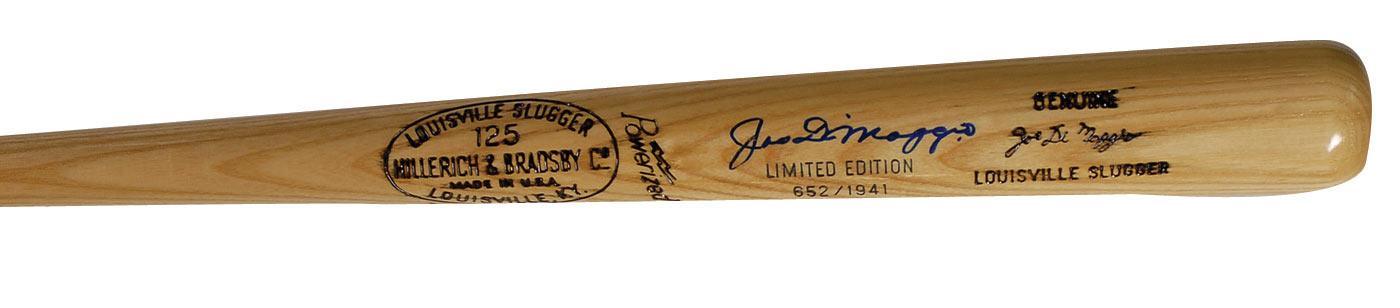 LOUISVILLE SLUGGER
125
HILLERICH & BRADSBY Co
MADE IN U.S.A.
LOUISVILLE, KY.
Powerized
Joe DiMaggio
LIMITED EDITION
652/1941
GENUINE
Joe Di Maggio
LOUISVILLE SLUGGER